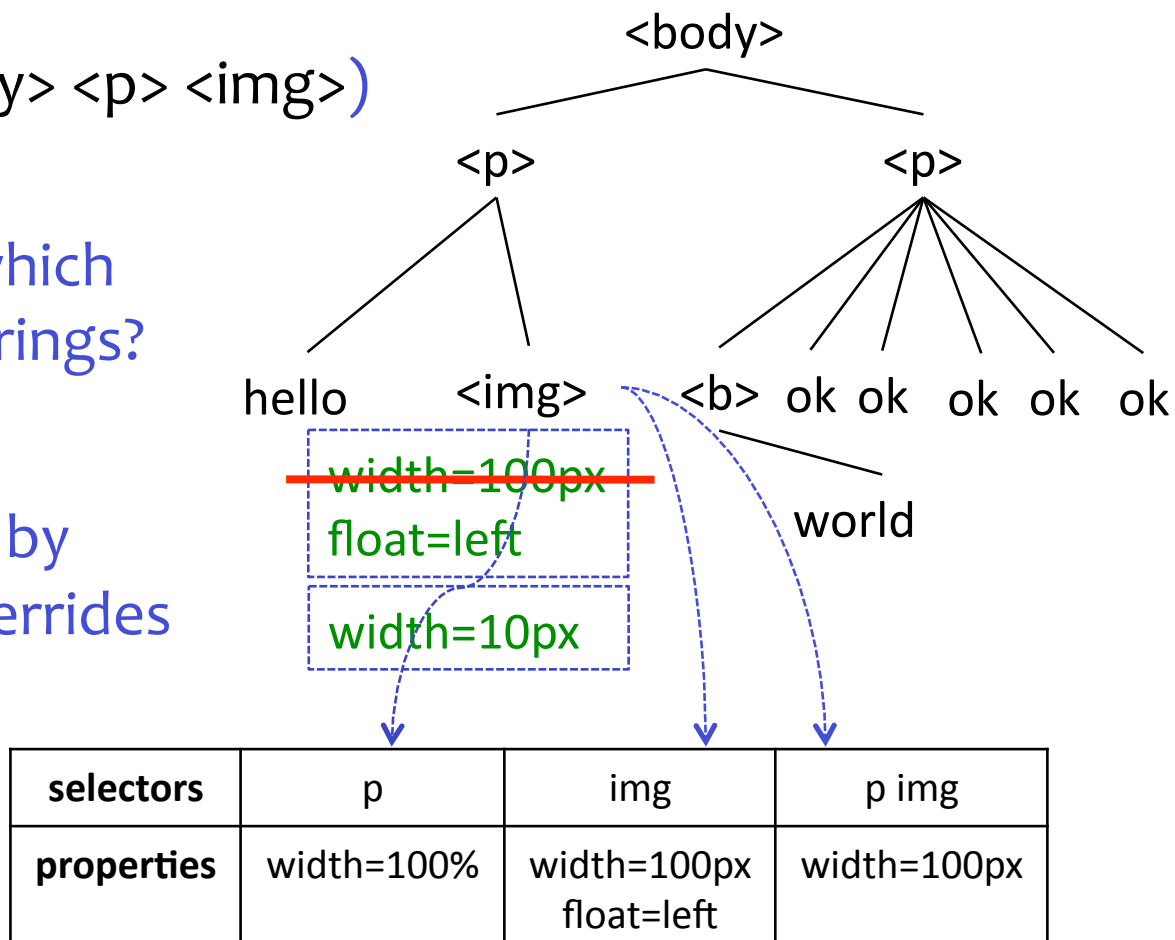 <body>
y> <p> <img>)
<p> <p>
which
rings?
hello <img> <b> ok ok ok ok ok
width=100px
float=left
world
by
errides
width=10px
selectors p img p img
properties width=100% width=100px width=100px
float=left